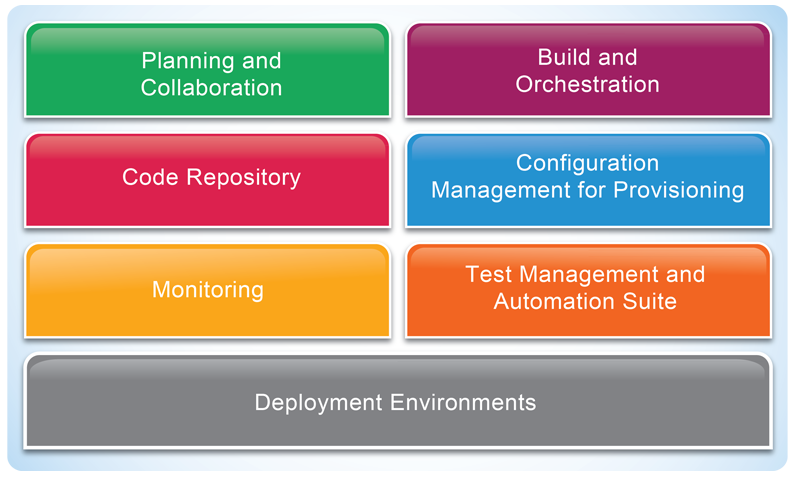 Planning and
Collaboration
Build and
Orchestration
Code Repository
Configuration
Management for Provisioning
Monitoring
Test Management and
Automation Suite
Deployment Environments